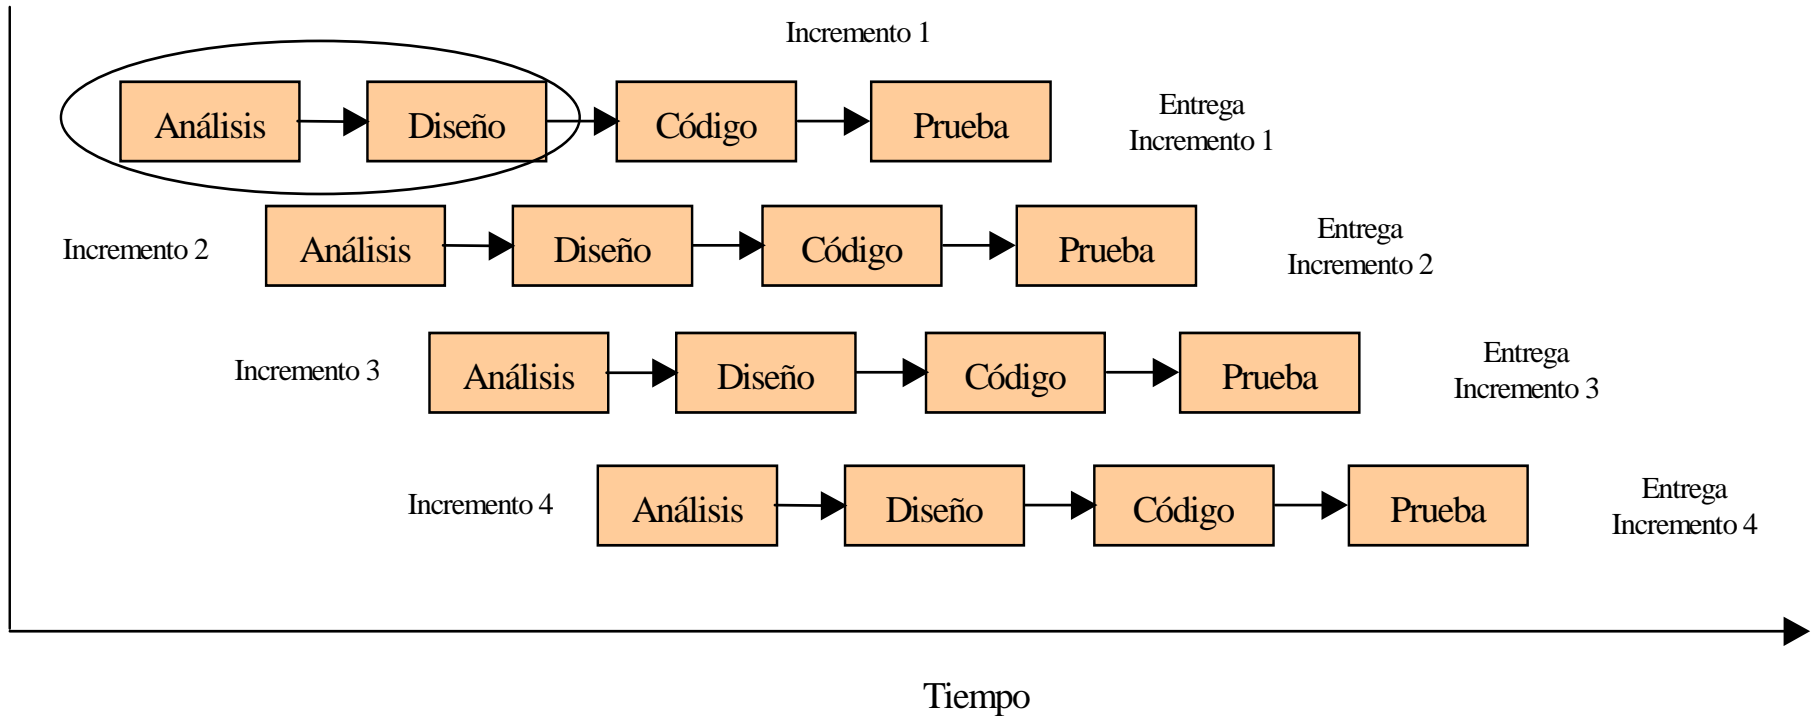 Incremento 1
Análisis
Diseño
Código
Prueba
Entrega
Incremento 1
Incremento 2
Análisis
Diseño
Código
Prueba
Entrega
Incremento 2
Incremento 3
Análisis
Diseño
Código
Prueba
Entrega
Incremento 3
Incremento 4
Análisis
Diseño
Código
Prueba
Entrega
Incremento 4
Tiempo